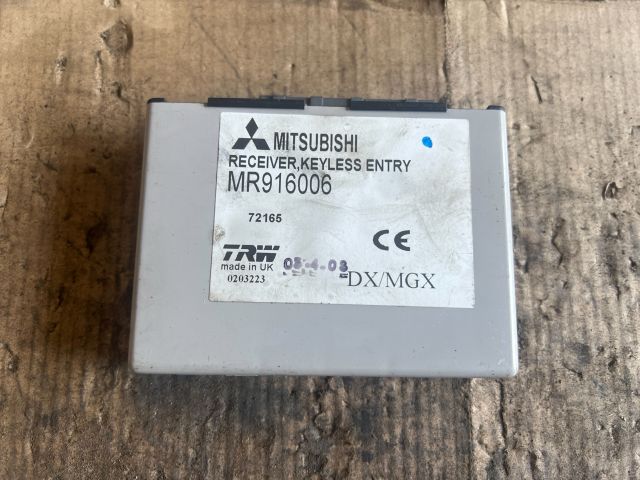 MITSUBISHI
RECEIVER,KEYLESS ENTRY
MR916006
72165
CE
TRW
made in UK
0203223
DX/MGX